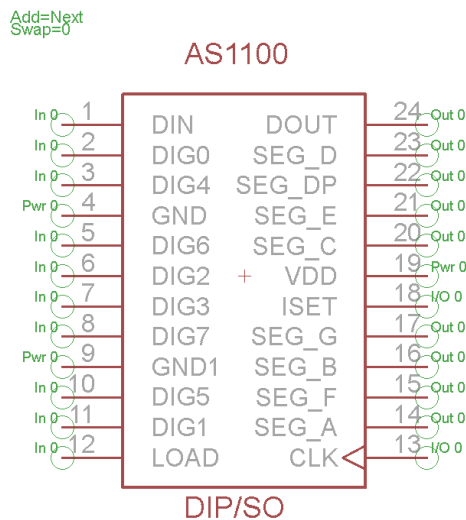 Add=Next
Swap=0
AS1100
In 0 1 DIN DOUT 24 Out 0
In 0 2 DIG0 SEG_D 23 Out 0
In 0 3 DIG4 SEG_DP 22 Out 0
Pwr 0 4 GND SEG_E 21 Out 0
In 0 5 DIG6 SEG_C 20 Out 0
In 0 6 DIG2 VDD 19 Pwr 0
In 0 7 DIG3 ISET 18 I/O 0
In 0 8 DIG7 SEG_G 17 Out 0
Pwr 0 9 GND1 SEG_B 16 Out 0
In 0 10 DIG5 SEG_F 15 Out 0
In 0 11 DIG1 SEG_A 14 Out 0
In 0 12 LOAD CLK 13 I/O 0
DIP/SO